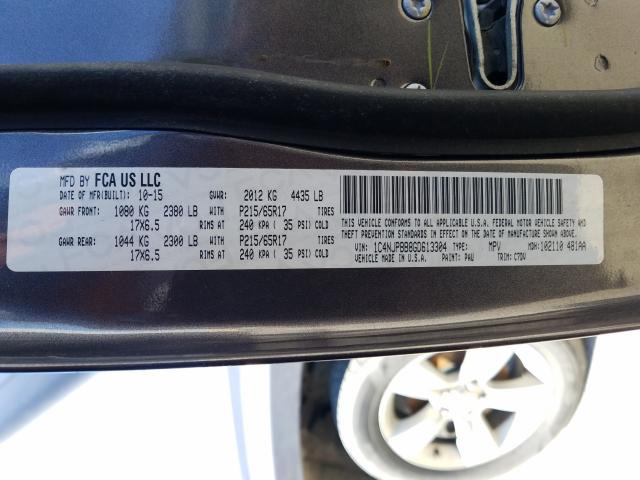 MFD BY FCA US LLC
DATE OF MFR(BUILT): 10-15 GVWR: 2012 KG 4435 LB
GAWR FRONT: 1080 KG 2380 LB WITH P215/65R17 TIRES
17X6.5 RIMS AT 240 KPA ( 35 PSI) COLD
GAWR REAR: 1044 KG 2300 LB WITH P215/65R17 TIRES
17X6.5 RIMS AT 240 KPA ( 35 PSI) COLD
THIS VEHICLE CONFORMS TO ALL APPLICABLE U.S.A. FEDERAL MOTOR VEHICLE SAFETY, BUMPER AND
THEFT PREVENTION STANDARDS IN EFFECT ON THE DATE OF MANUFACTURE SHOWN ABOVE.
VIN: 1C4NJPBB8GD613304 TYPE: MPV MDH: 102110 481AA
VEHICLE MADE IN U.S.A. PAINT: PAU TRIM: C7DV